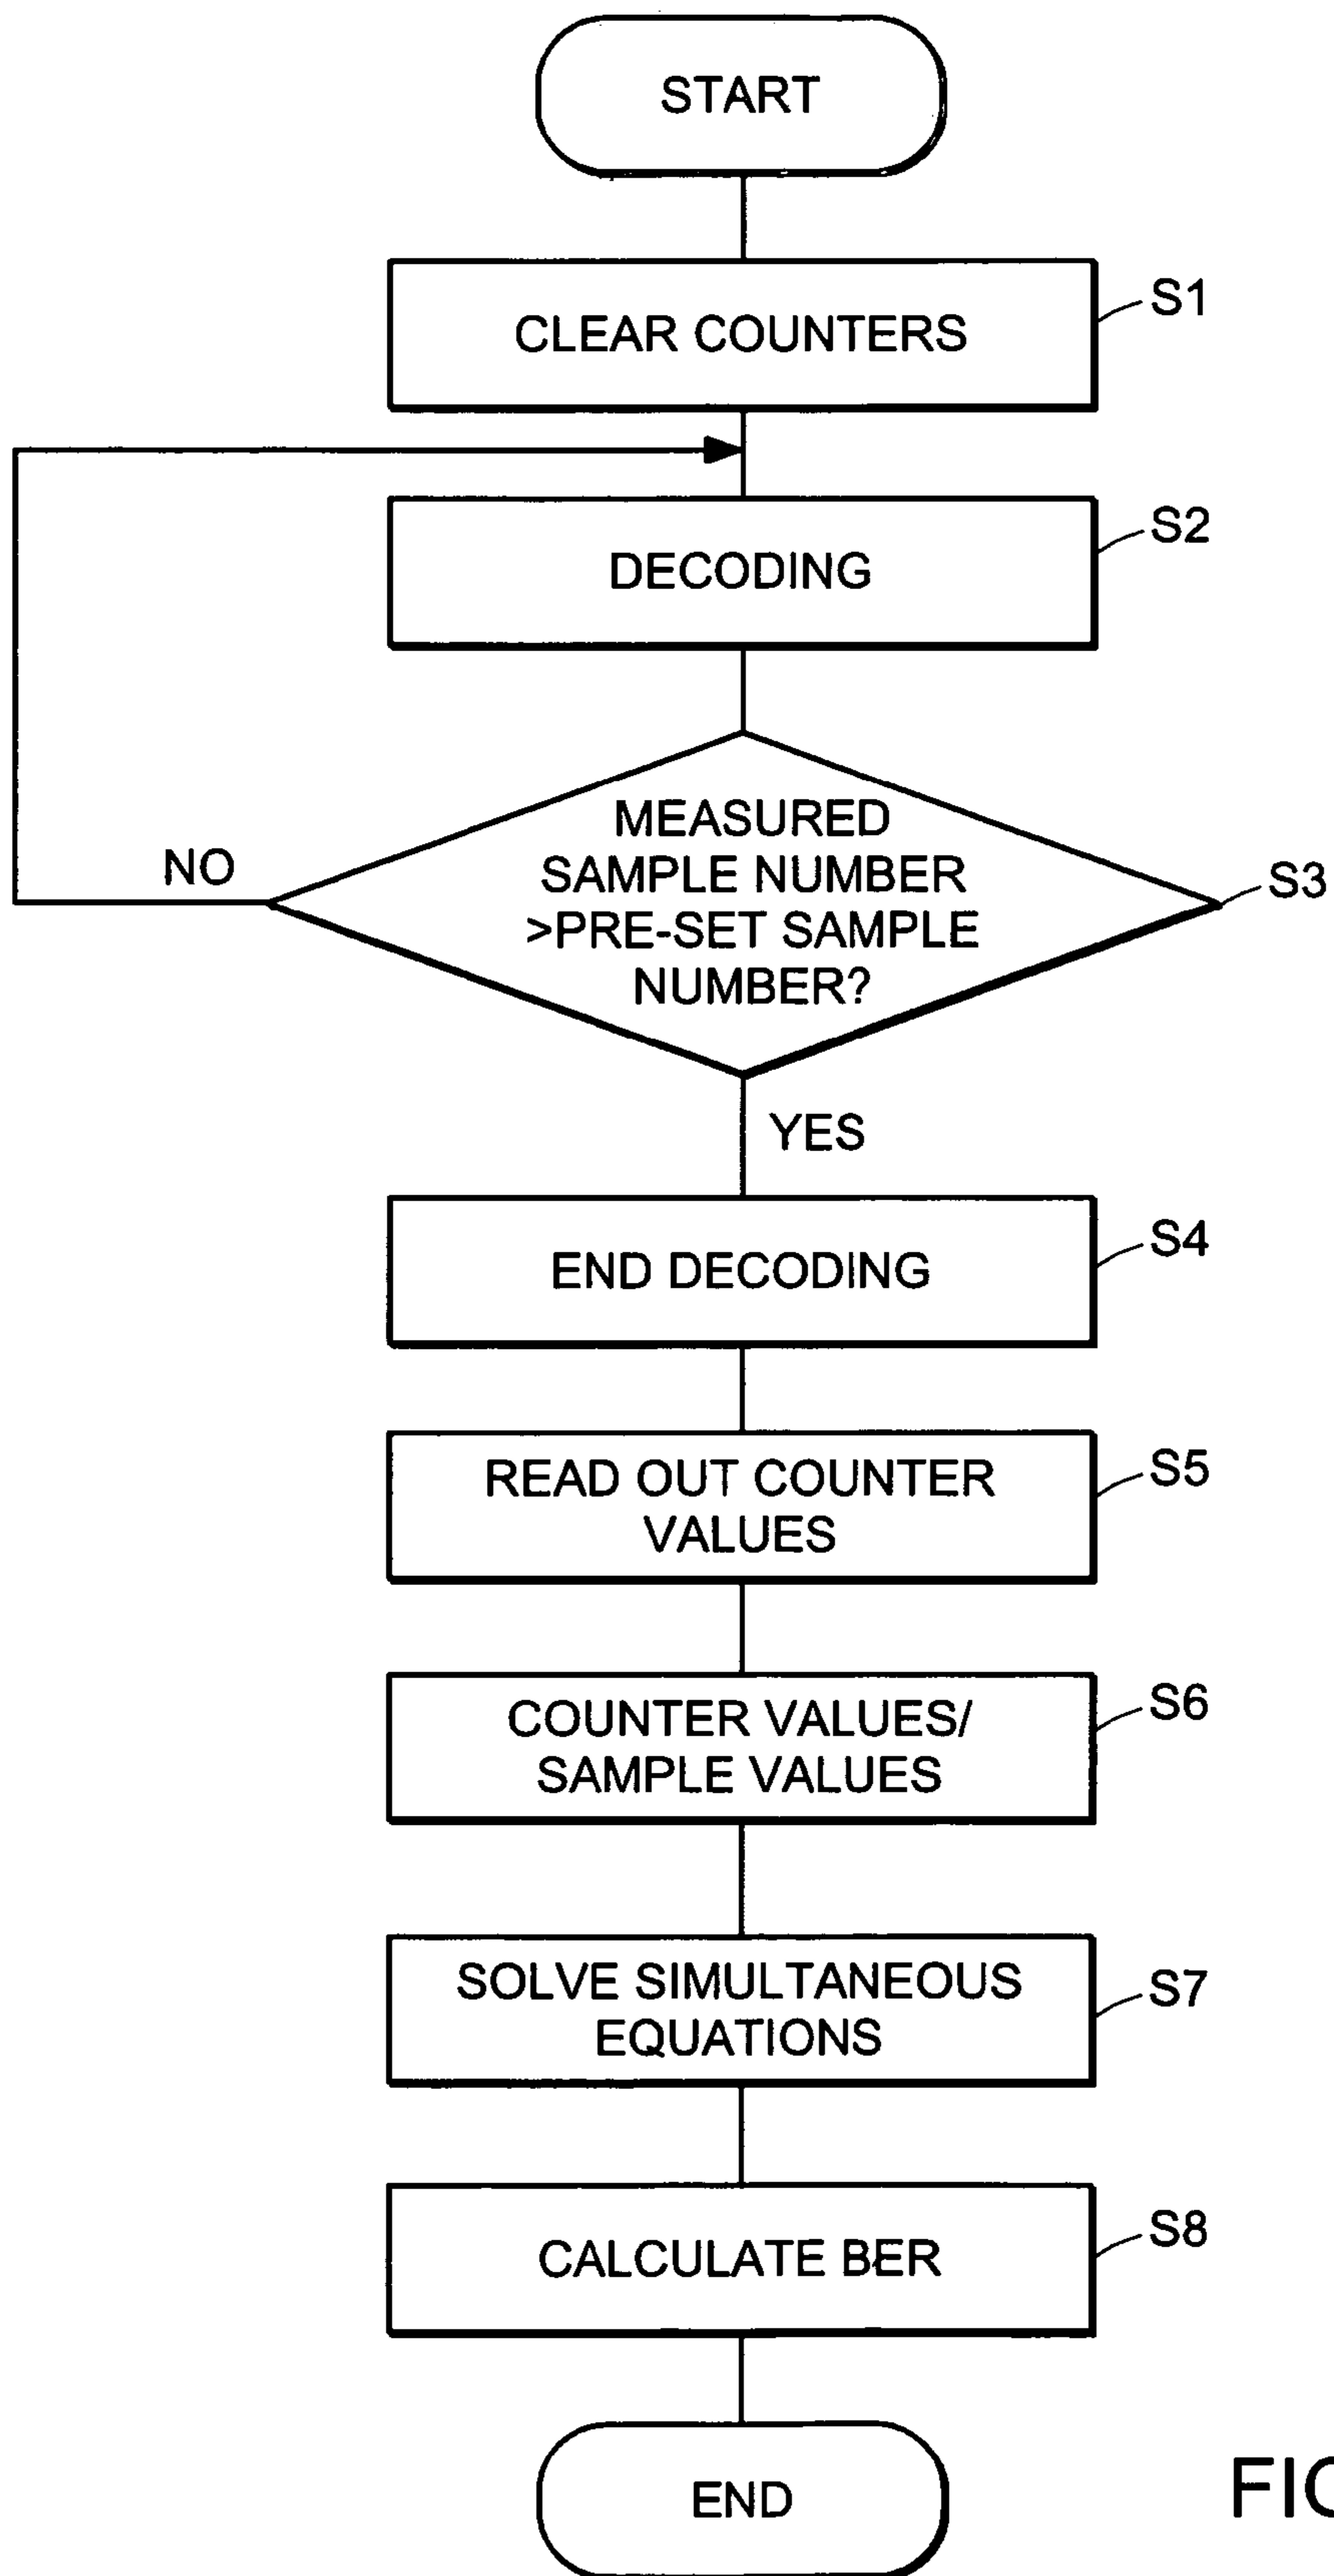 START
CLEAR COUNTERS
S1
DECODING
S2
MEASURED
SAMPLE NUMBER
>PRE-SET SAMPLE
NUMBER?
S3
NO
YES
END DECODING
S4
READ OUT COUNTER
VALUES
S5
COUNTER VALUES/
SAMPLE VALUES
S6
SOLVE SIMULTANEOUS
EQUATIONS
S7
CALCULATE BER
S8
END